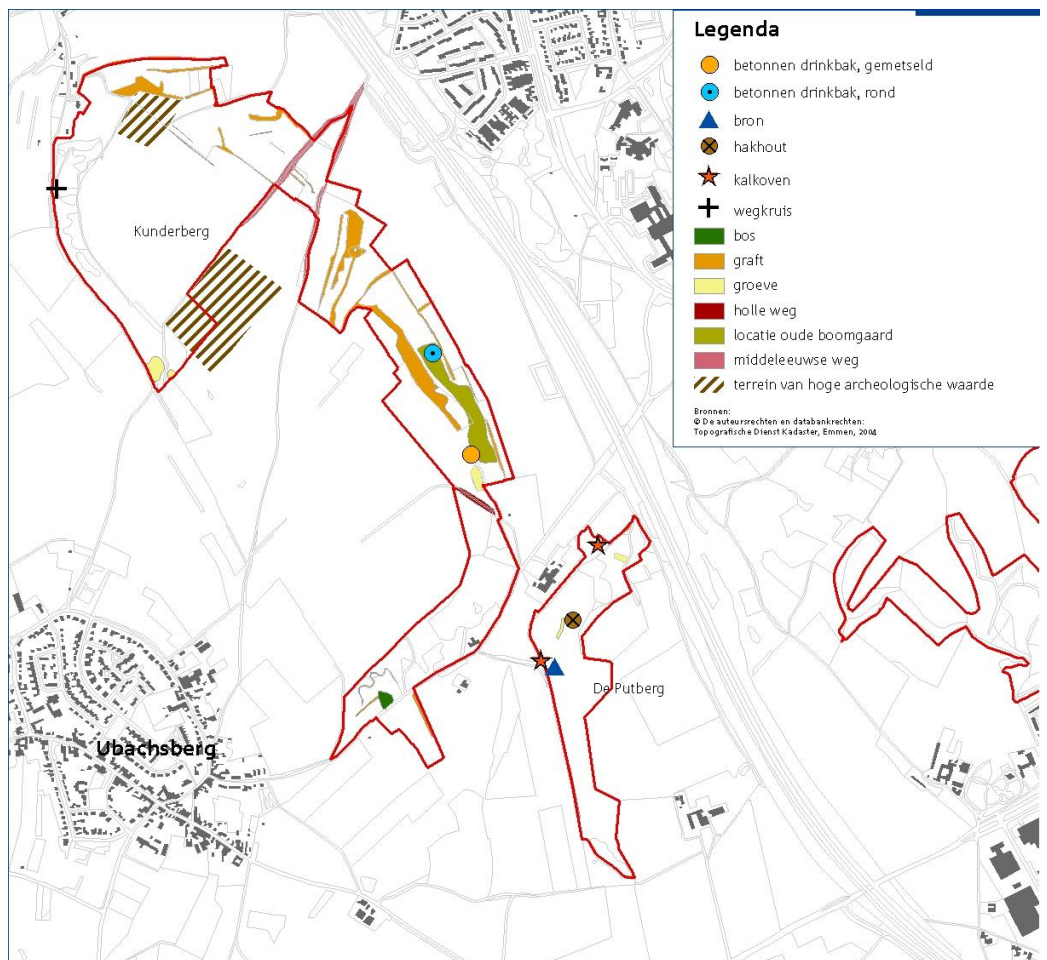 Legenda
betonnen drinkbak, gemetseld
betonnen drinkbak, rond
bron
hakhout
kalkoven
wegkruis
bos
graft
groeve
holle weg
locatie oude boomgaard
middeleeuwse weg
terrein van hoge archeologische waarde
Bronnen:
© De auteursrechten en databankrechten:
Topografische Dienst Kadaster, Emmen, 2004
Kunderberg
De Putberg
Ubachsberg